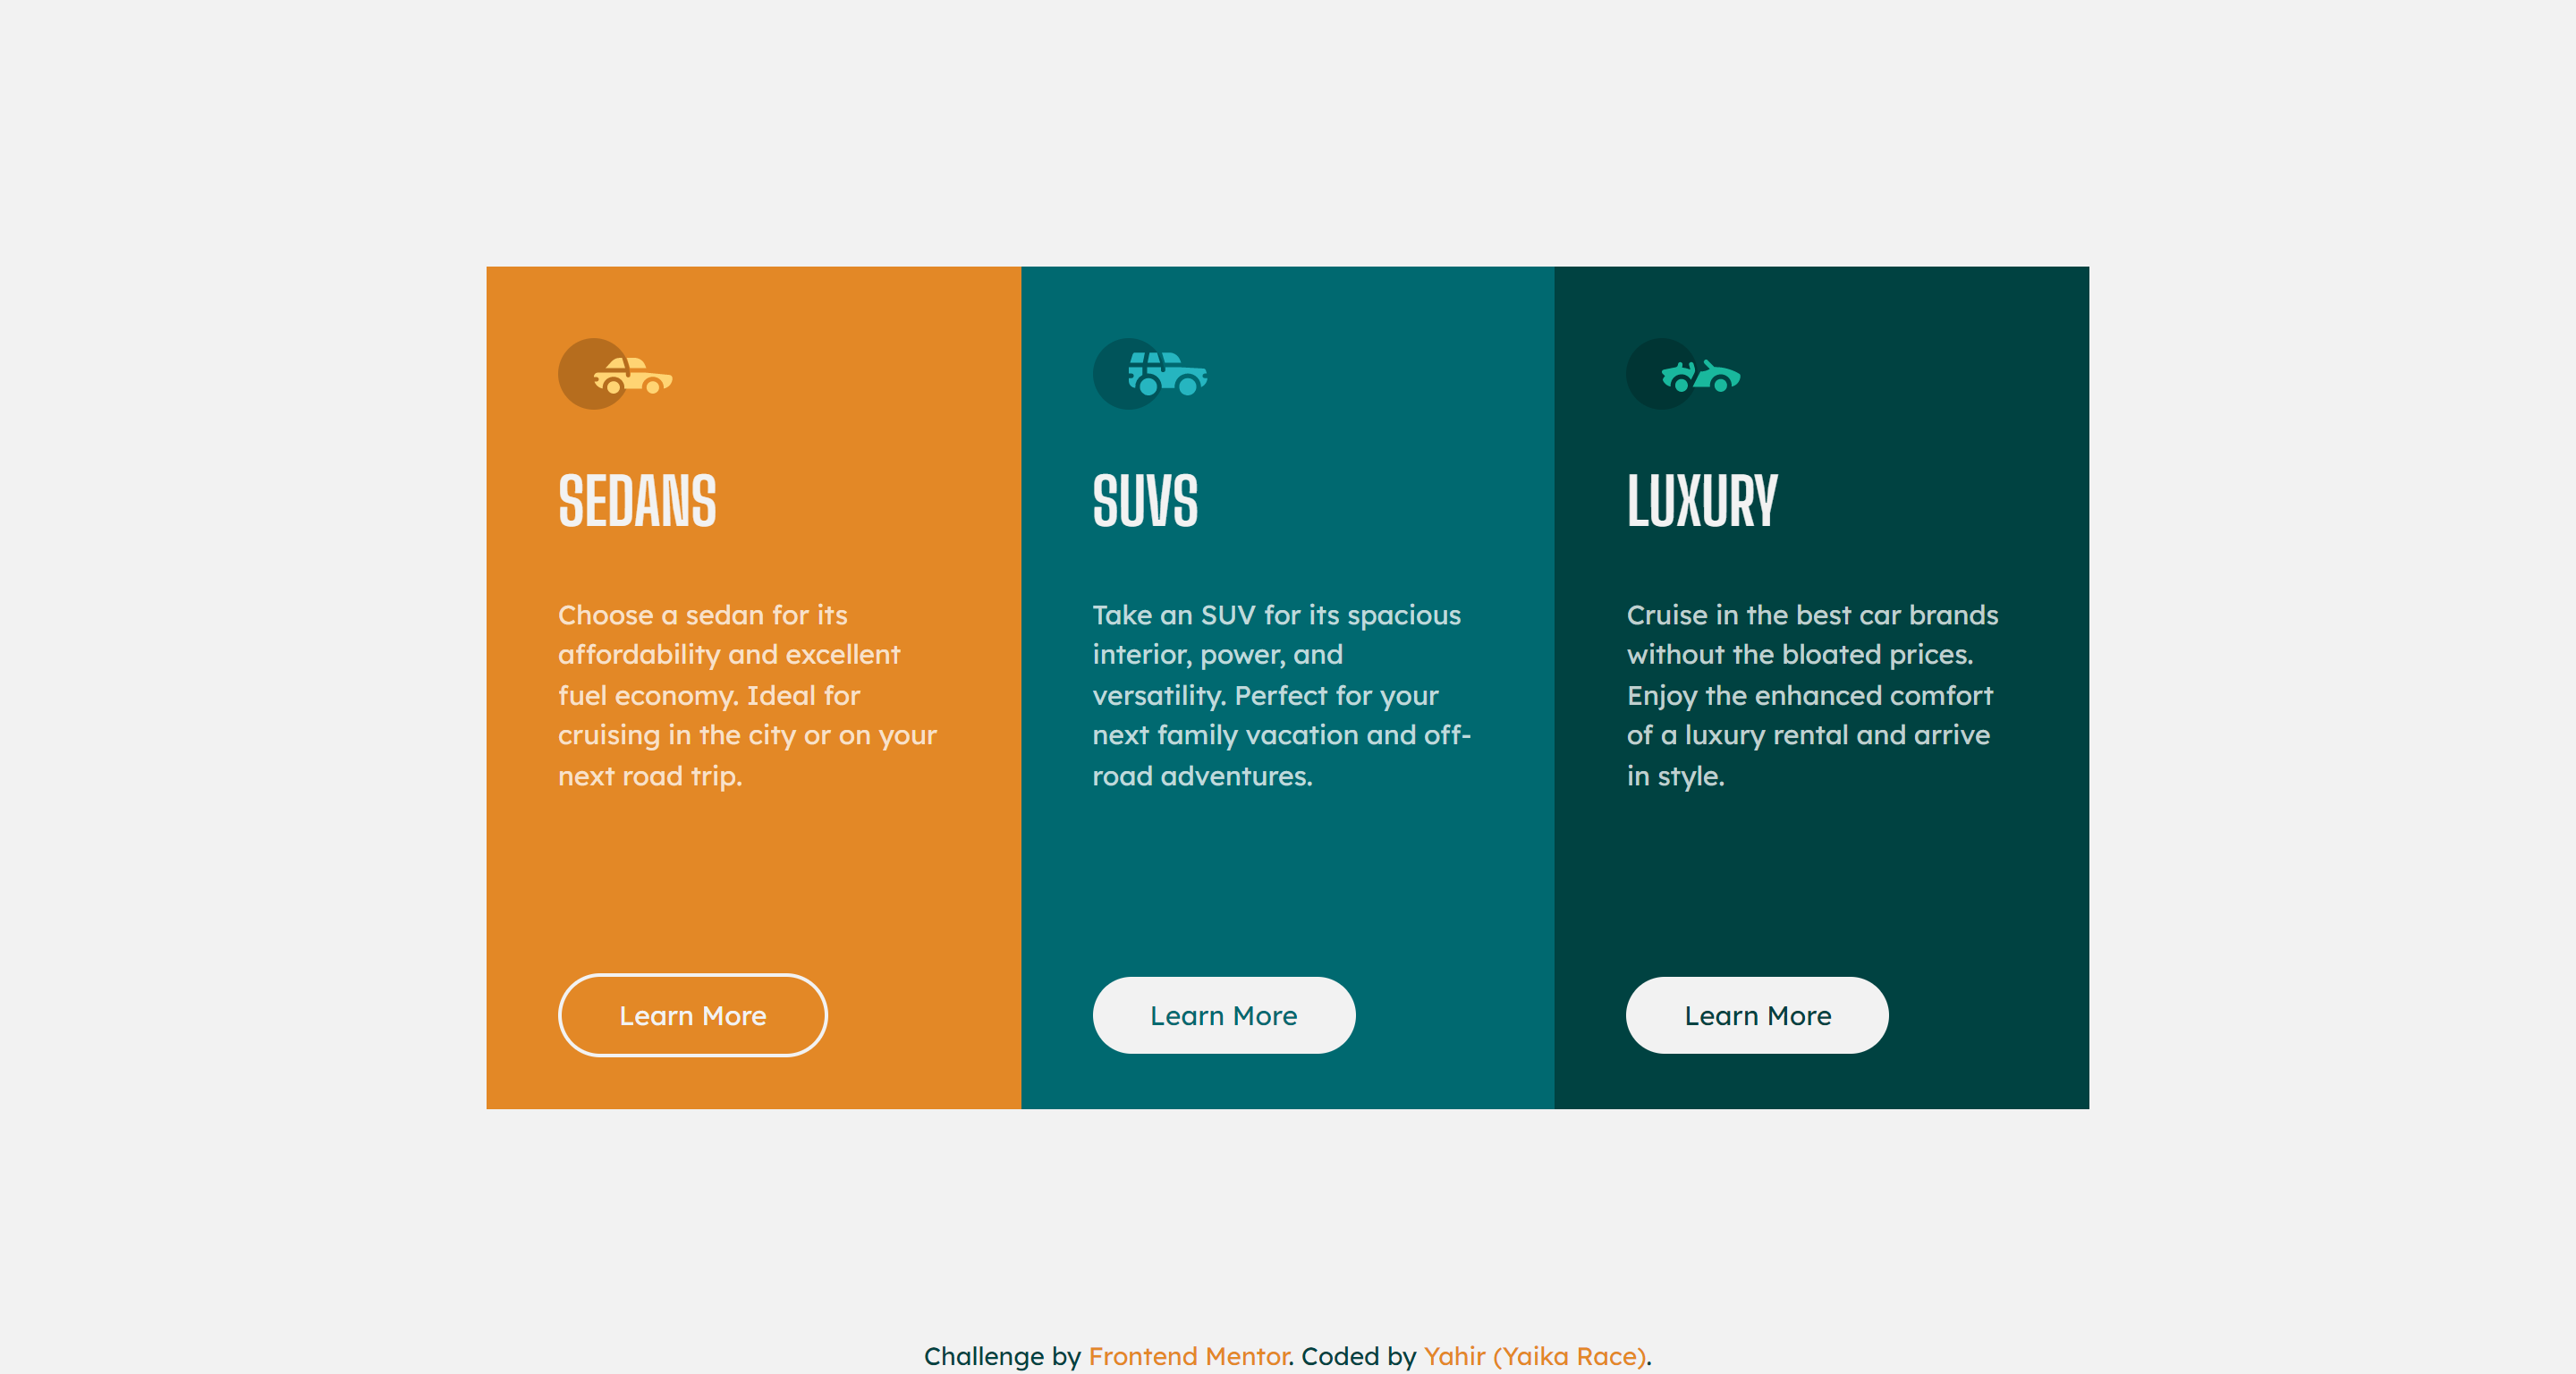 SEDANS
Choose a sedan for its
affordability and excellent
fuel economy. Ideal for
cruising in the city or on your
next road trip.
Learn More
SUVS
Take an SUV for its spacious
interior, power, and
versatility. Perfect for your
next family vacation and off-
road adventures.
Learn More
LUXURY
Cruise in the best car brands
without the bloated prices.
Enjoy the enhanced comfort
of a luxury rental and arrive
in style.
Learn More
Challenge by Frontend Mentor. Coded by Yahir (Yaika Race).